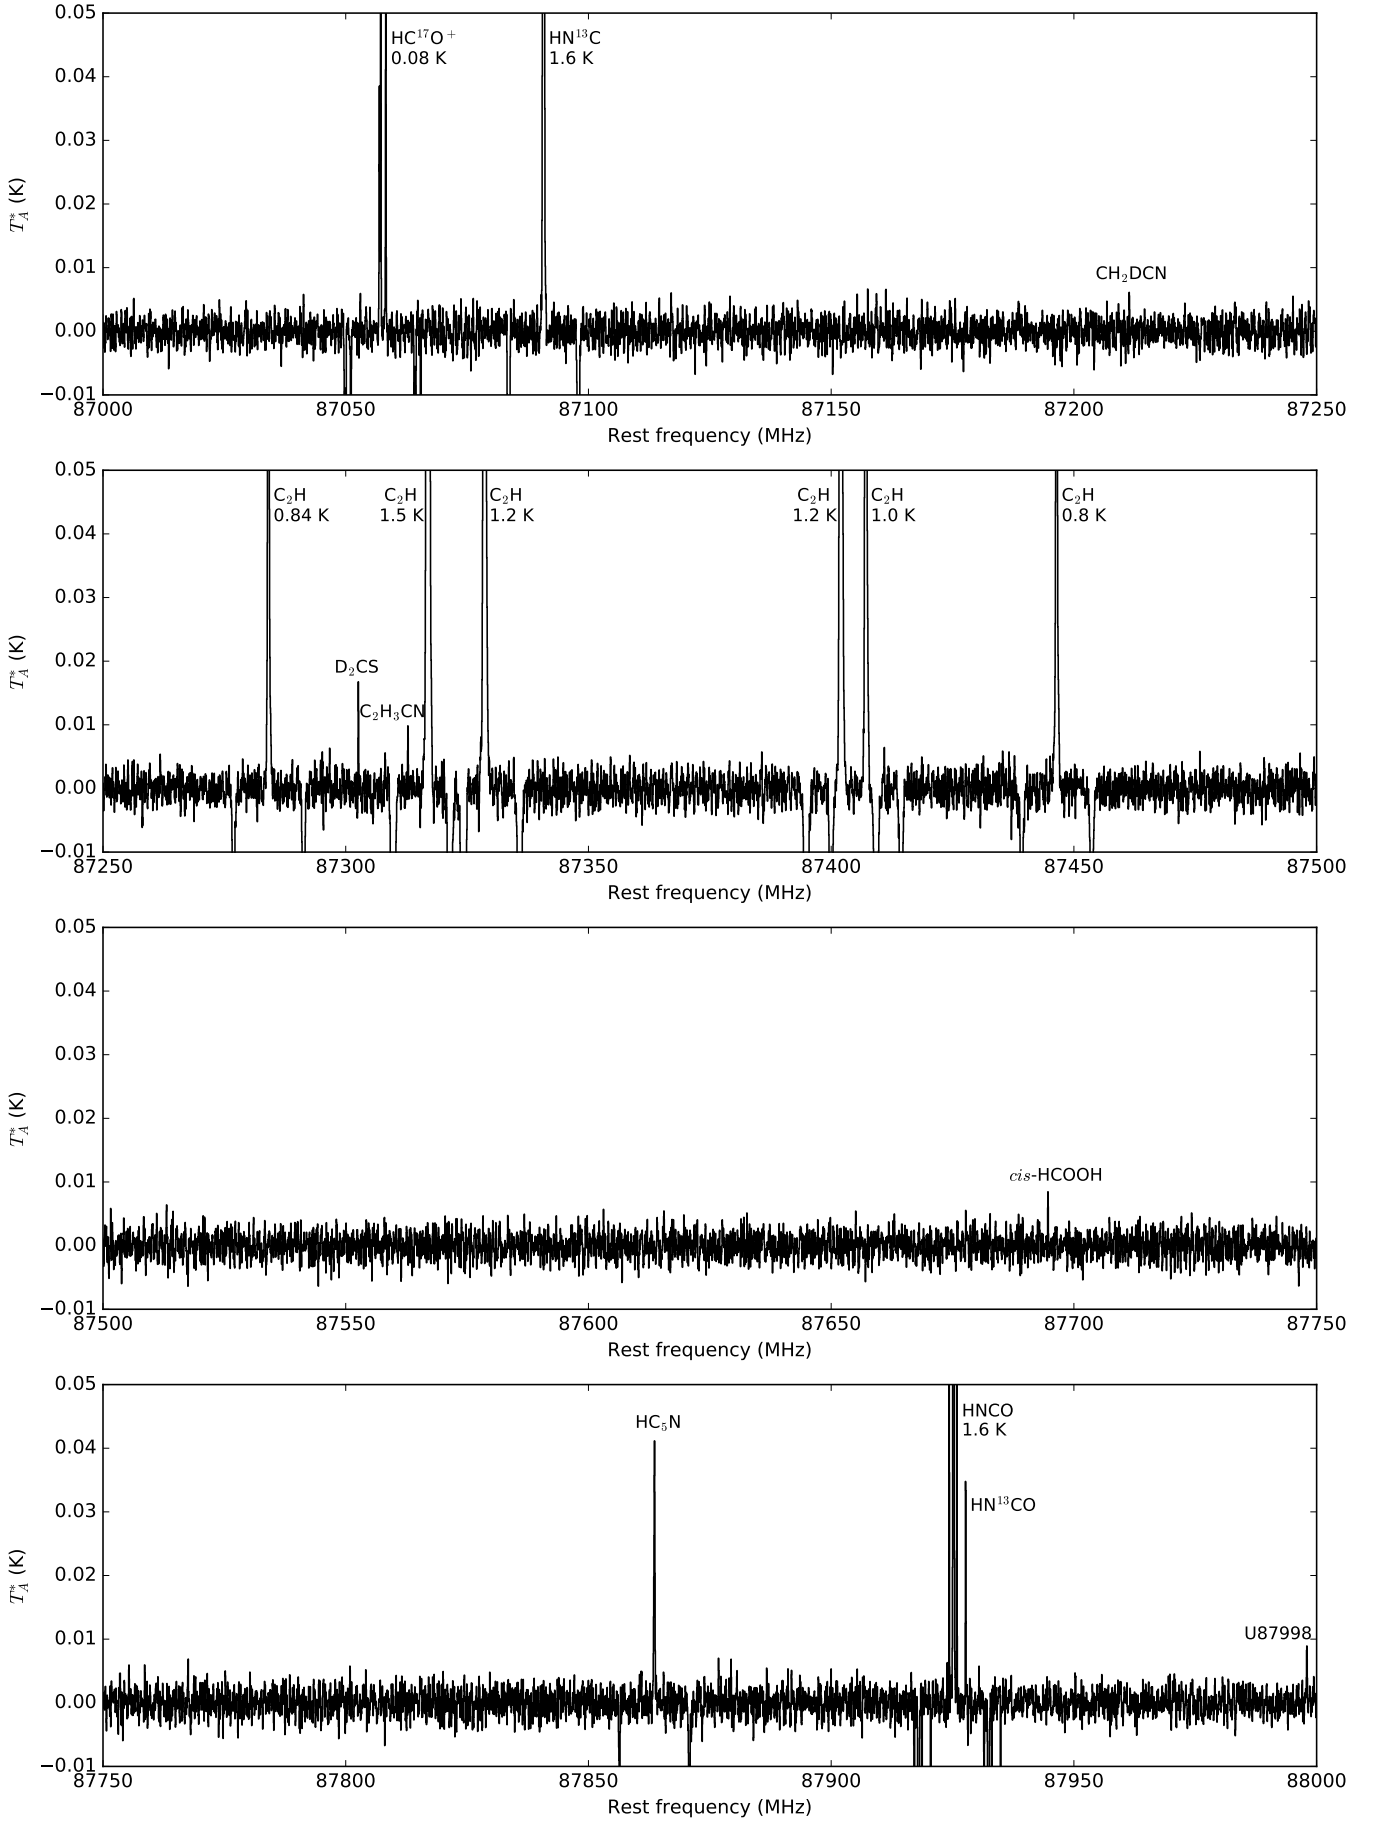 0.05
HC¹⁷O⁺ HN¹³C
0.08 K 1.6 K
0.04
0.03
0.02
0.01
CH₂DCN
0.00
−0.01
T*A (K)
87000 87050 87100 87150 87200 87250
Rest frequency (MHz)
0.05
C₂H C₂H C₂H C₂H C₂H C₂H
0.84 K 1.5 K 1.2 K 1.2 K 1.0 K 0.8 K
0.04
0.03
0.02
D₂CS
C₂H₃CN
0.01
0.00
−0.01
T*A (K)
87250 87300 87350 87400 87450 87500
Rest frequency (MHz)
0.05
0.04
0.03
0.02
0.01
cis-HCOOH
0.00
−0.01
T*A (K)
87500 87550 87600 87650 87700 87750
Rest frequency (MHz)
0.05
HC₅N
HNCO
1.6 K
0.04
0.03
HN¹³CO
0.02
0.01
U87998
0.00
−0.01
T*A (K)
87750 87800 87850 87900 87950 88000
Rest frequency (MHz)